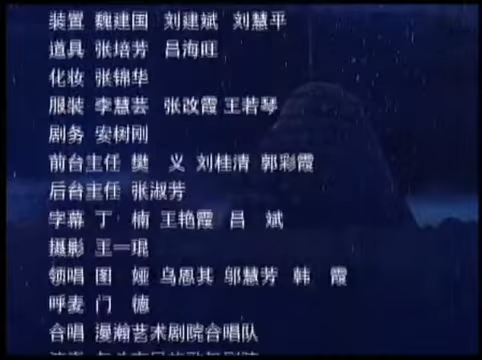 装置 魏建国 刘建斌 刘慧平
道具 张培芳 吕海旺
化妆 张锦华
服装 李慧芸 张改霞 王若琴
剧务 安树刚
前台主任 樊 义 刘桂清 郭彩霞
后台主任 张淑芳
字幕 丁 楠 王艳霞 吕 斌
摄影 王一琨
领唱 图 娅 乌恩其 邬慧芳 韩 霞
呼麦 门 德
合唱 漫瀚艺术剧院合唱队